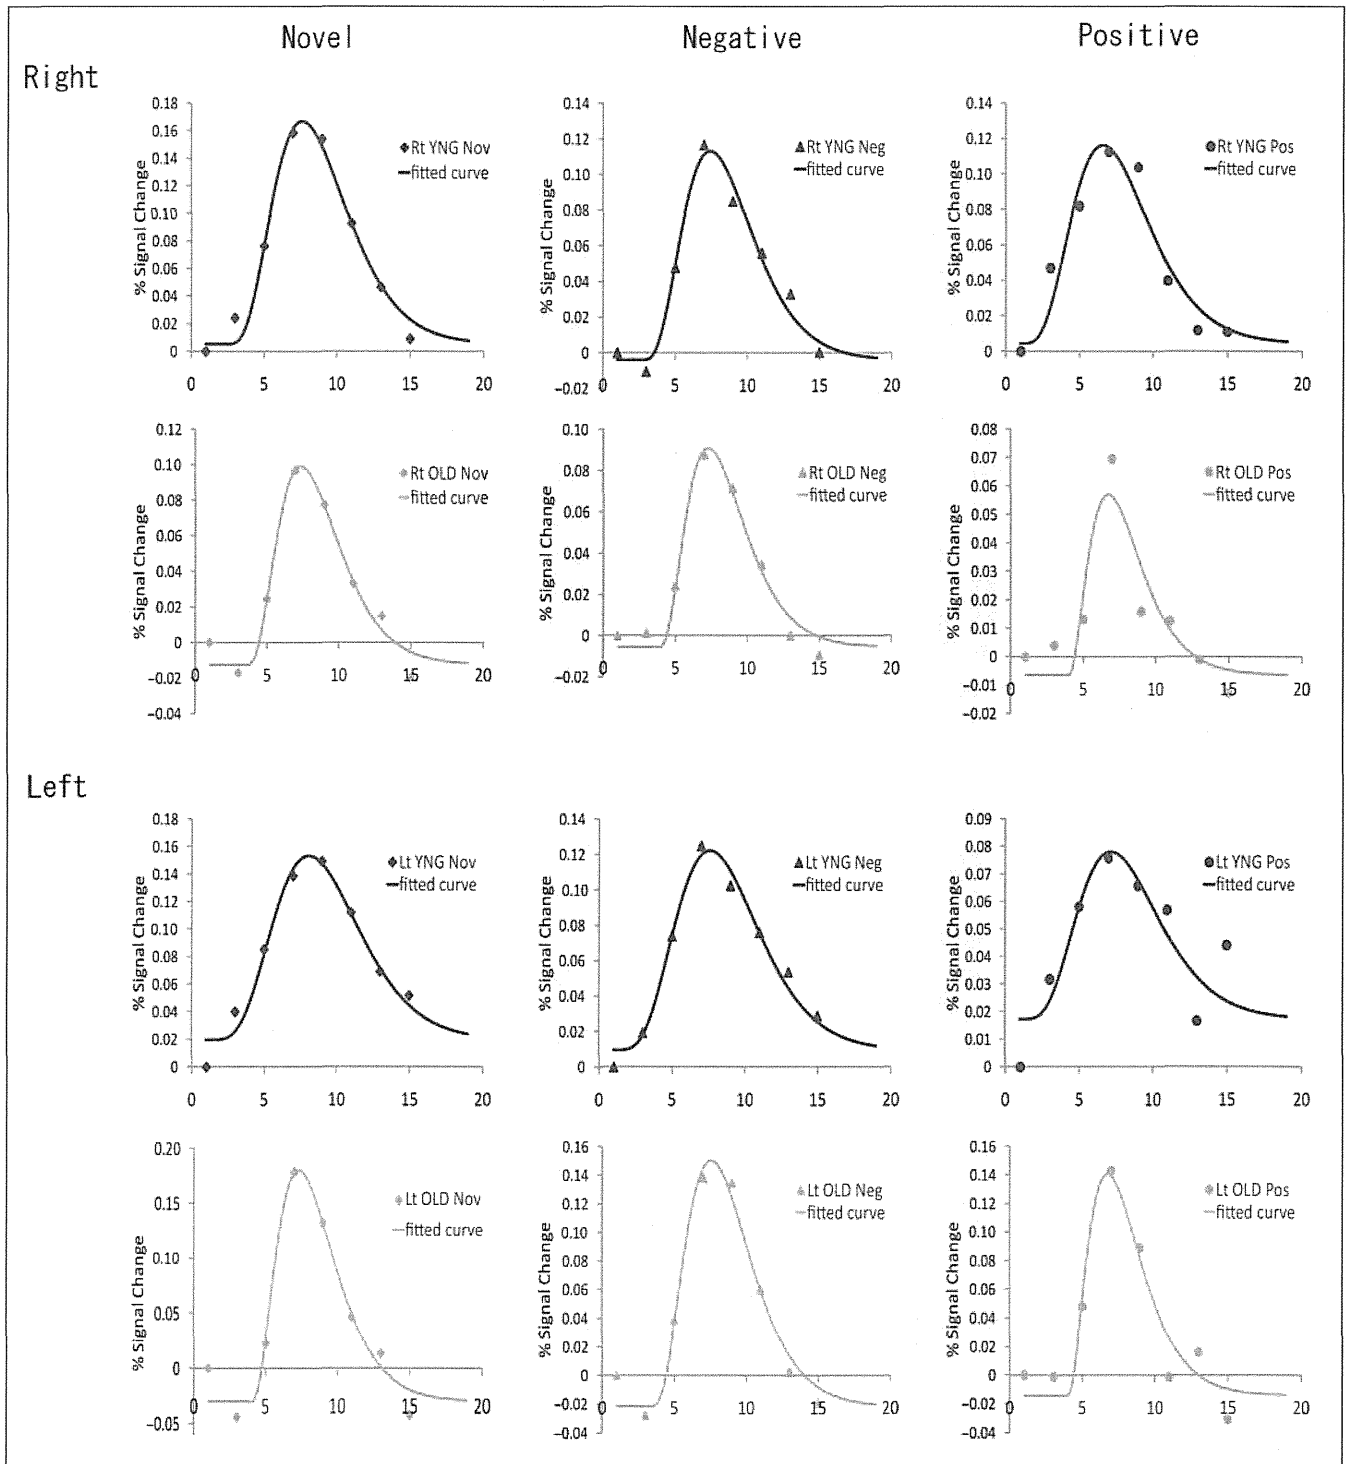 Novel Negative Positive
Right
% Signal Change
0.18
0.16
0.14
0.12
0.10
0.08
0.06
0.04
0.02
0
0 5 10 15 20
Rt YNG Nov
fitted curve
% Signal Change
0.14
0.12
0.10
0.08
0.06
0.04
0.02
0
−0.02
0 5 10 15 20
Rt YNG Neg
fitted curve
% Signal Change
0.14
0.12
0.10
0.08
0.06
0.04
0.02
0
0 5 10 15 20
Rt YNG Pos
fitted curve
% Signal Change
0.12
0.10
0.08
0.06
0.04
0.02
0
−0.02
−0.04
0 5 10 15 20
Rt OLD Nov
fitted curve
% Signal Change
0.10
0.08
0.06
0.04
0.02
0
−0.02
0 5 10 15 20
Rt OLD Neg
fitted curve
% Signal Change
0.08
0.07
0.06
0.05
0.04
0.03
0.02
0.01
0
−0.01
−0.02
0 5 10 15 20
Rt OLD Pos
fitted curve
Left
% Signal Change
0.18
0.16
0.14
0.12
0.10
0.08
0.06
0.04
0.02
0
0 5 10 15 20
Lt YNG Nov
fitted curve
% Signal Change
0.14
0.12
0.10
0.08
0.06
0.04
0.02
0
0 5 10 15 20
Lt YNG Neg
fitted curve
% Signal Change
0.09
0.08
0.07
0.06
0.05
0.04
0.03
0.02
0.01
0
0 5 10 15 20
Lt YNG Pos
fitted curve
% Signal Change
0.20
0.15
0.10
0.05
0
−0.05
0 5 10 15 20
Lt OLD Nov
fitted curve
% Signal Change
0.16
0.14
0.12
0.10
0.08
0.06
0.04
0.02
0
−0.02
−0.04
0 5 10 15 20
Lt OLD Neg
fitted curve
% Signal Change
0.16
0.14
0.12
0.10
0.08
0.06
0.04
0.02
0
−0.02
−0.04
0 5 10 15 20
Lt OLD Pos
fitted curve